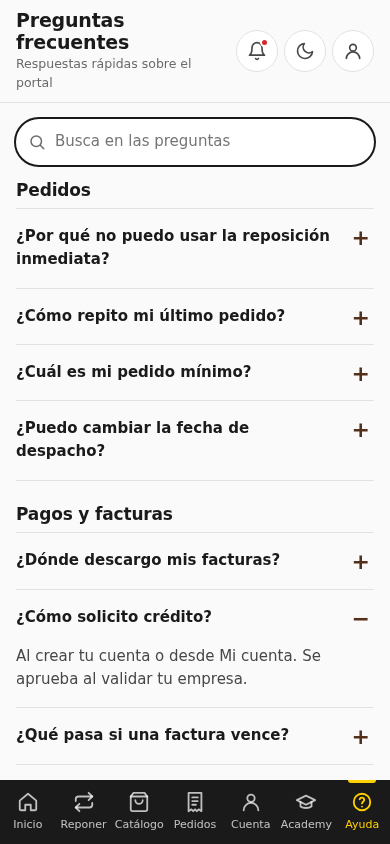 Preguntas
frecuentes
Respuestas rápidas sobre el
portal
Busca en las preguntas
Pedidos
¿Por qué no puedo usar la reposición
inmediata?
¿Cómo repito mi último pedido?
¿Cuál es mi pedido mínimo?
¿Puedo cambiar la fecha de
despacho?
Pagos y facturas
¿Dónde descargo mis facturas?
¿Cómo solicito crédito?
Al crear tu cuenta o desde Mi cuenta. Se
aprueba al validar tu empresa.
¿Qué pasa si una factura vence?
Inicio Reponer Catálogo Pedidos Cuenta Academy Ayuda